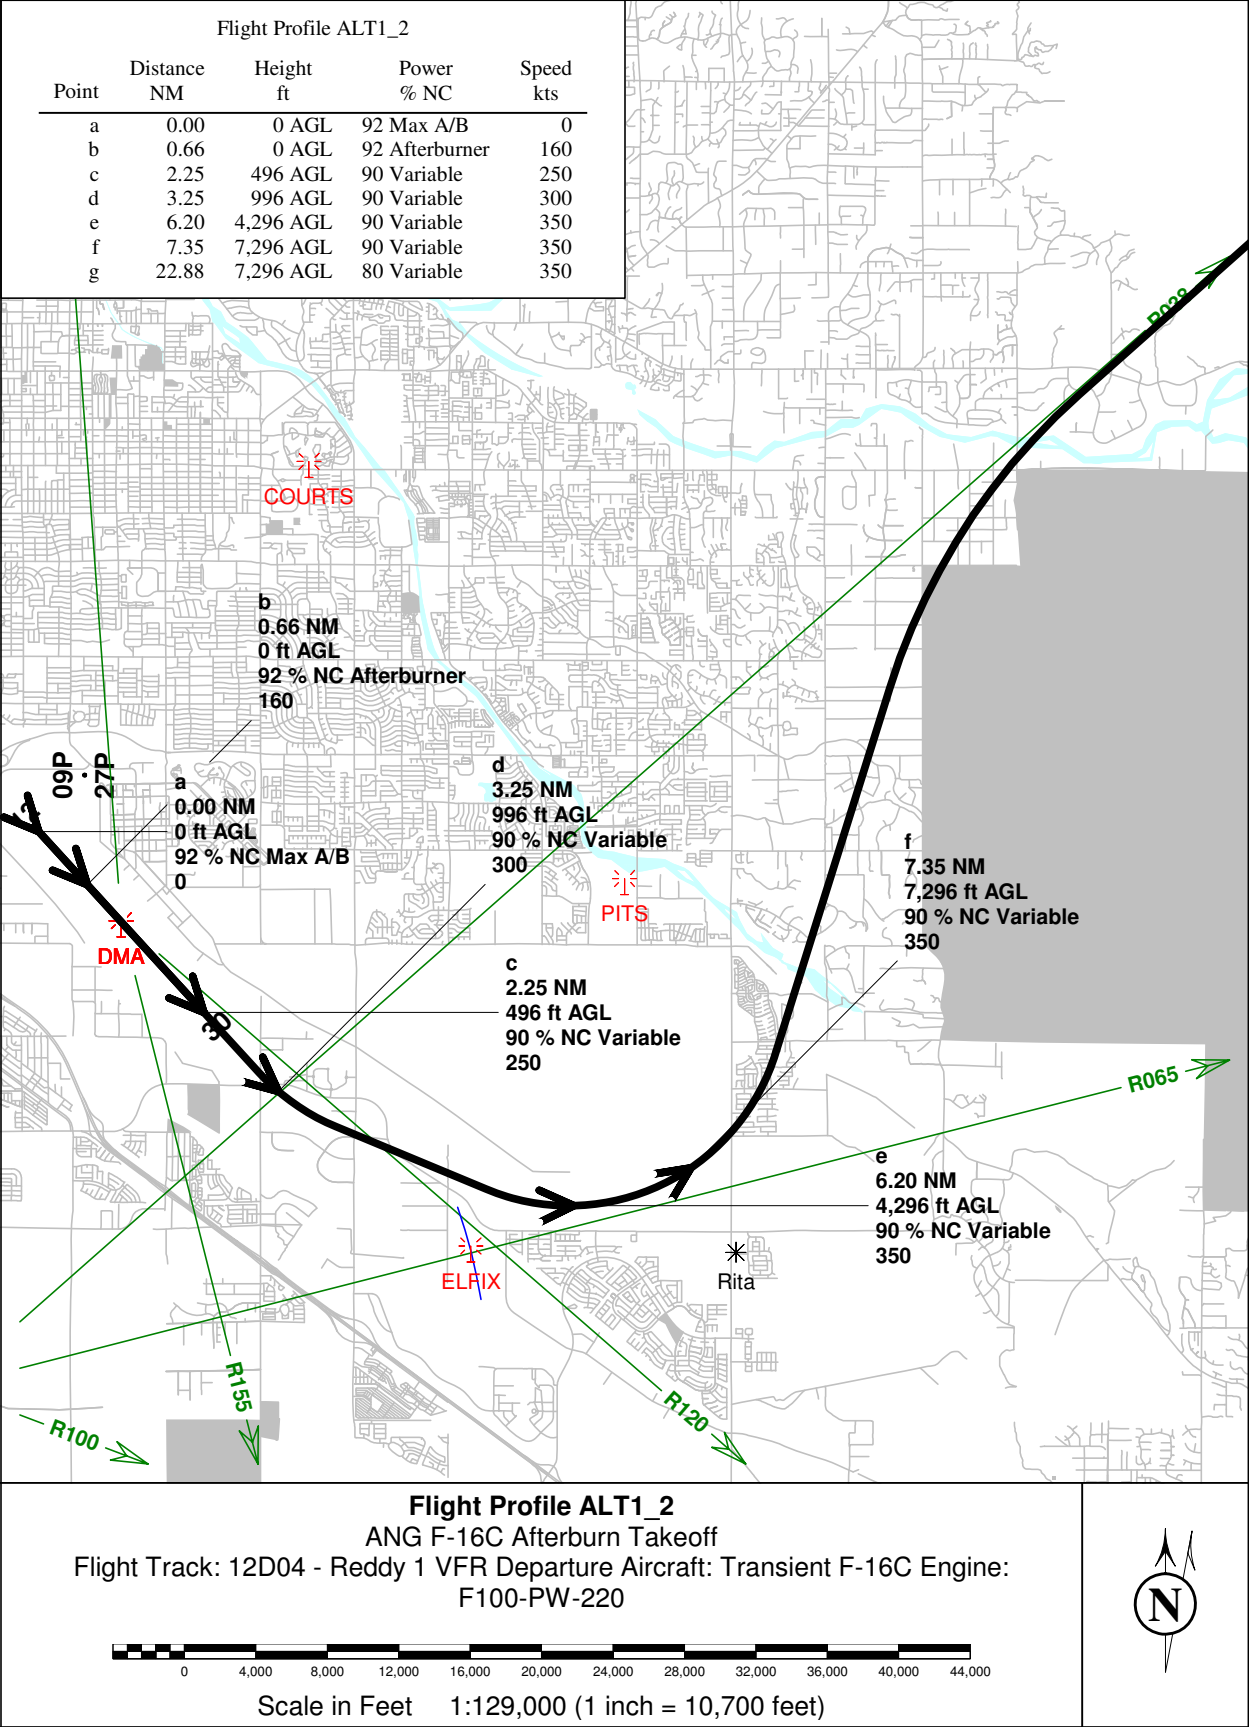 Flight Profile ALT1_2
Point Distance NM Height ft Power % NC Speed kts
a 0.00 0 AGL 92 Max A/B 0
b 0.66 0 AGL 92 Afterburner 160
c 2.25 496 AGL 90 Variable 250
d 3.25 996 AGL 90 Variable 300
e 6.20 4,296 AGL 90 Variable 350
f 7.35 7,296 AGL 90 Variable 350
g 22.88 7,296 AGL 80 Variable 350
R028
COURTS
b
0.66 NM
0 ft AGL
92 % NC Afterburner
160
09P
27P
a
0.00 NM
0 ft AGL
92 % NC Max A/B
0
d
3.25 NM
996 ft AGL
90 % NC Variable
300
f
7.35 NM
7,296 ft AGL
90 % NC Variable
350
PITS
DMA
c
2.25 NM
496 ft AGL
90 % NC Variable
250
30
R065
e
6.20 NM
4,296 ft AGL
90 % NC Variable
350
ELFIX
Rita
R155
R120
R100
Flight Profile ALT1_2
ANG F-16C Afterburn Takeoff
Flight Track: 12D04 - Reddy 1 VFR Departure Aircraft: Transient F-16C Engine:
F100-PW-220
0 4,000 8,000 12,000 16,000 20,000 24,000 28,000 32,000 36,000 40,000 44,000
Scale in Feet 1:129,000 (1 inch = 10,700 feet)
N